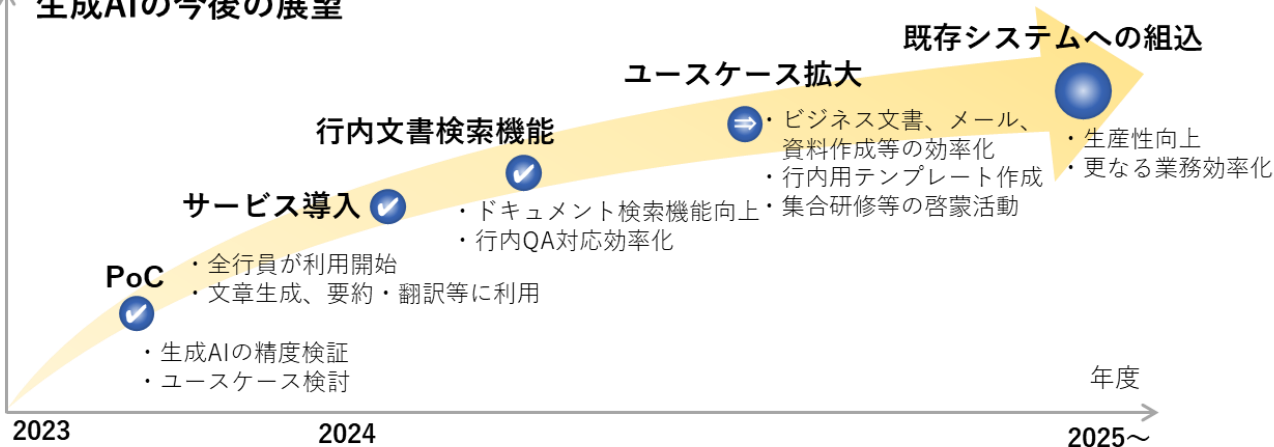 生成AIの今後の展望
既存システムへの組込
ユースケース拡大
・ビジネス文書、メール、
資料作成等の効率化
・行内用テンプレート作成
・集合研修等の啓蒙活動
・生産性向上
・更なる業務効率化
行内文書検索機能
・ドキュメント検索機能向上
・行内QA対応効率化
サービス導入
・全行員が利用開始
・文章生成、要約・翻訳等に利用
PoC
・生成AIの精度検証
・ユースケース検討
年度
2023
2024
2025～